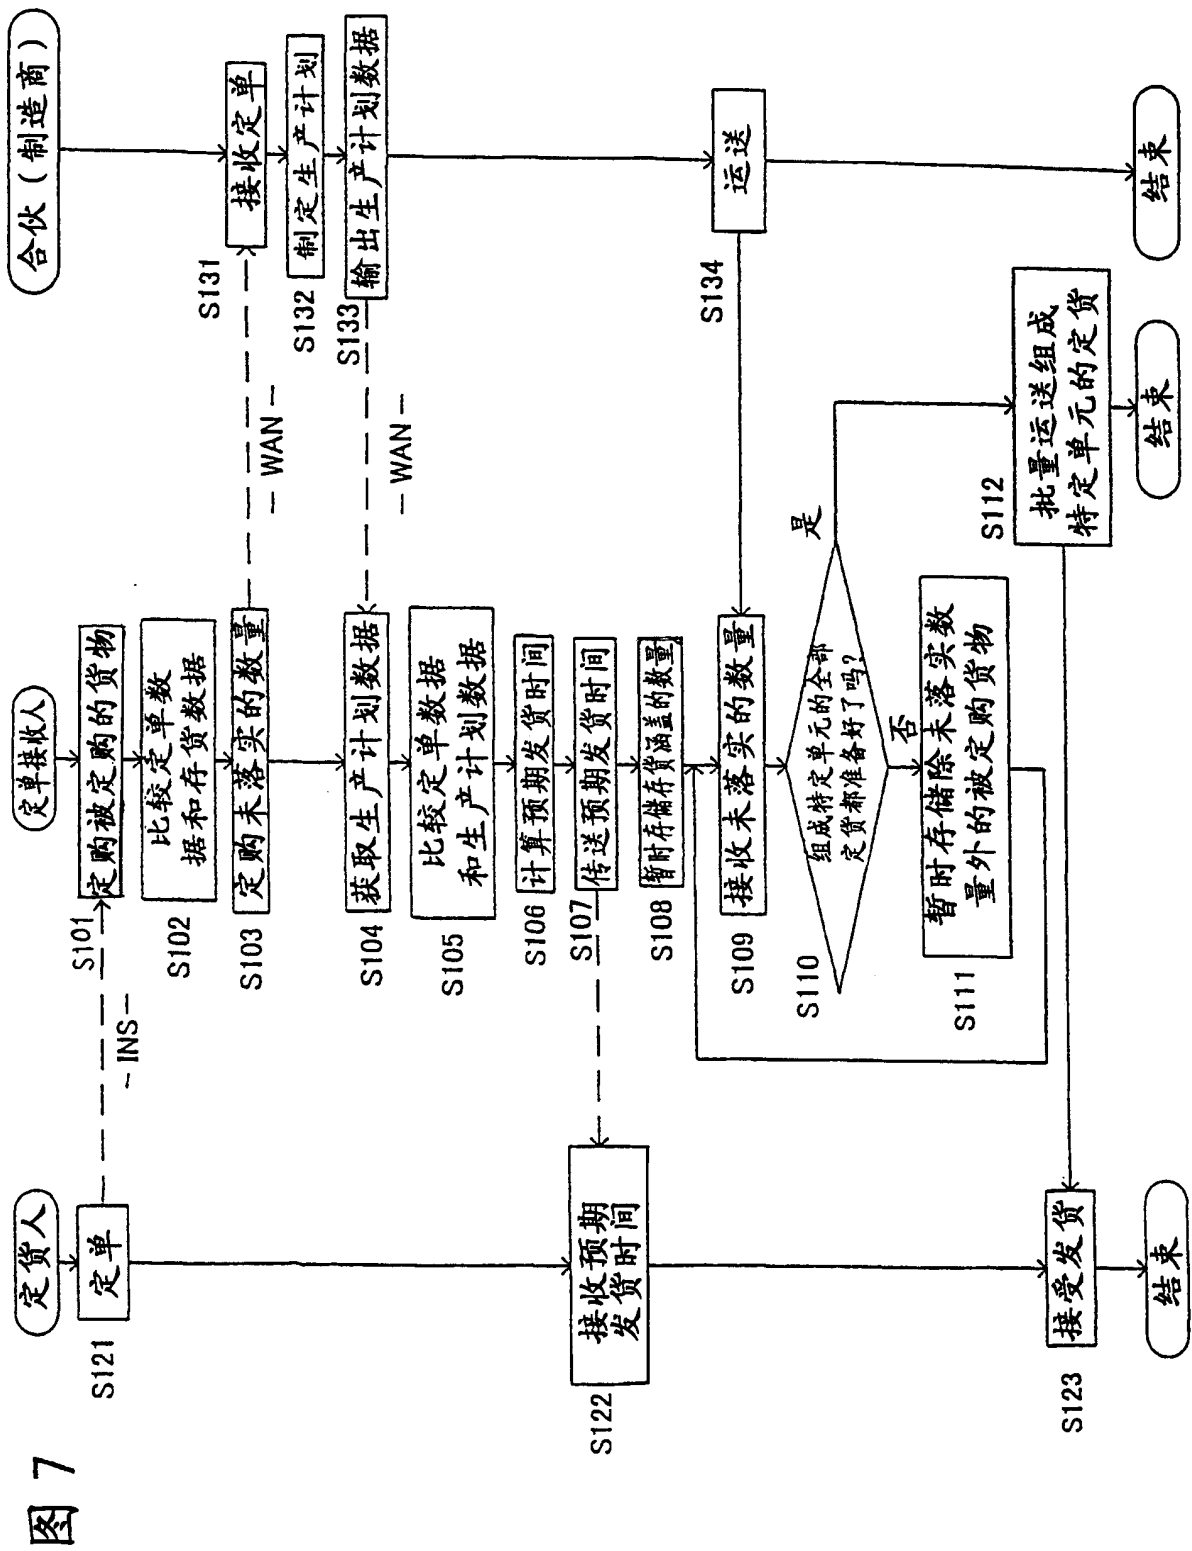 图 7
定货人
S121
定单
S122
接收预期
发货时间
S123
接受发货
结束
- INS -
定单接收人
S101
定购被定购的货物
S102
比较定单数
据和存货数据
S103
定购未落实的数量
S104
获取生产计划数据
S105
比较定单数据
和生产计划数据
S106
计算预期发货时间
S107
传送预期发货时间
S108
暂时存储存货涵盖的数量
S109
接收未落实的数量
S110
组成特定单元的全部
定货都准备好了吗?
是
否
S111
暂时存储除未落实数
量外的被定购货物
S112
批量运送组成
特定单元的定货
结束
- WAN -
- WAN -
合伙(制造商)
S131
接收定单
S132
制定生产计划
S133
输出生产计划数据
S134
运送
结束